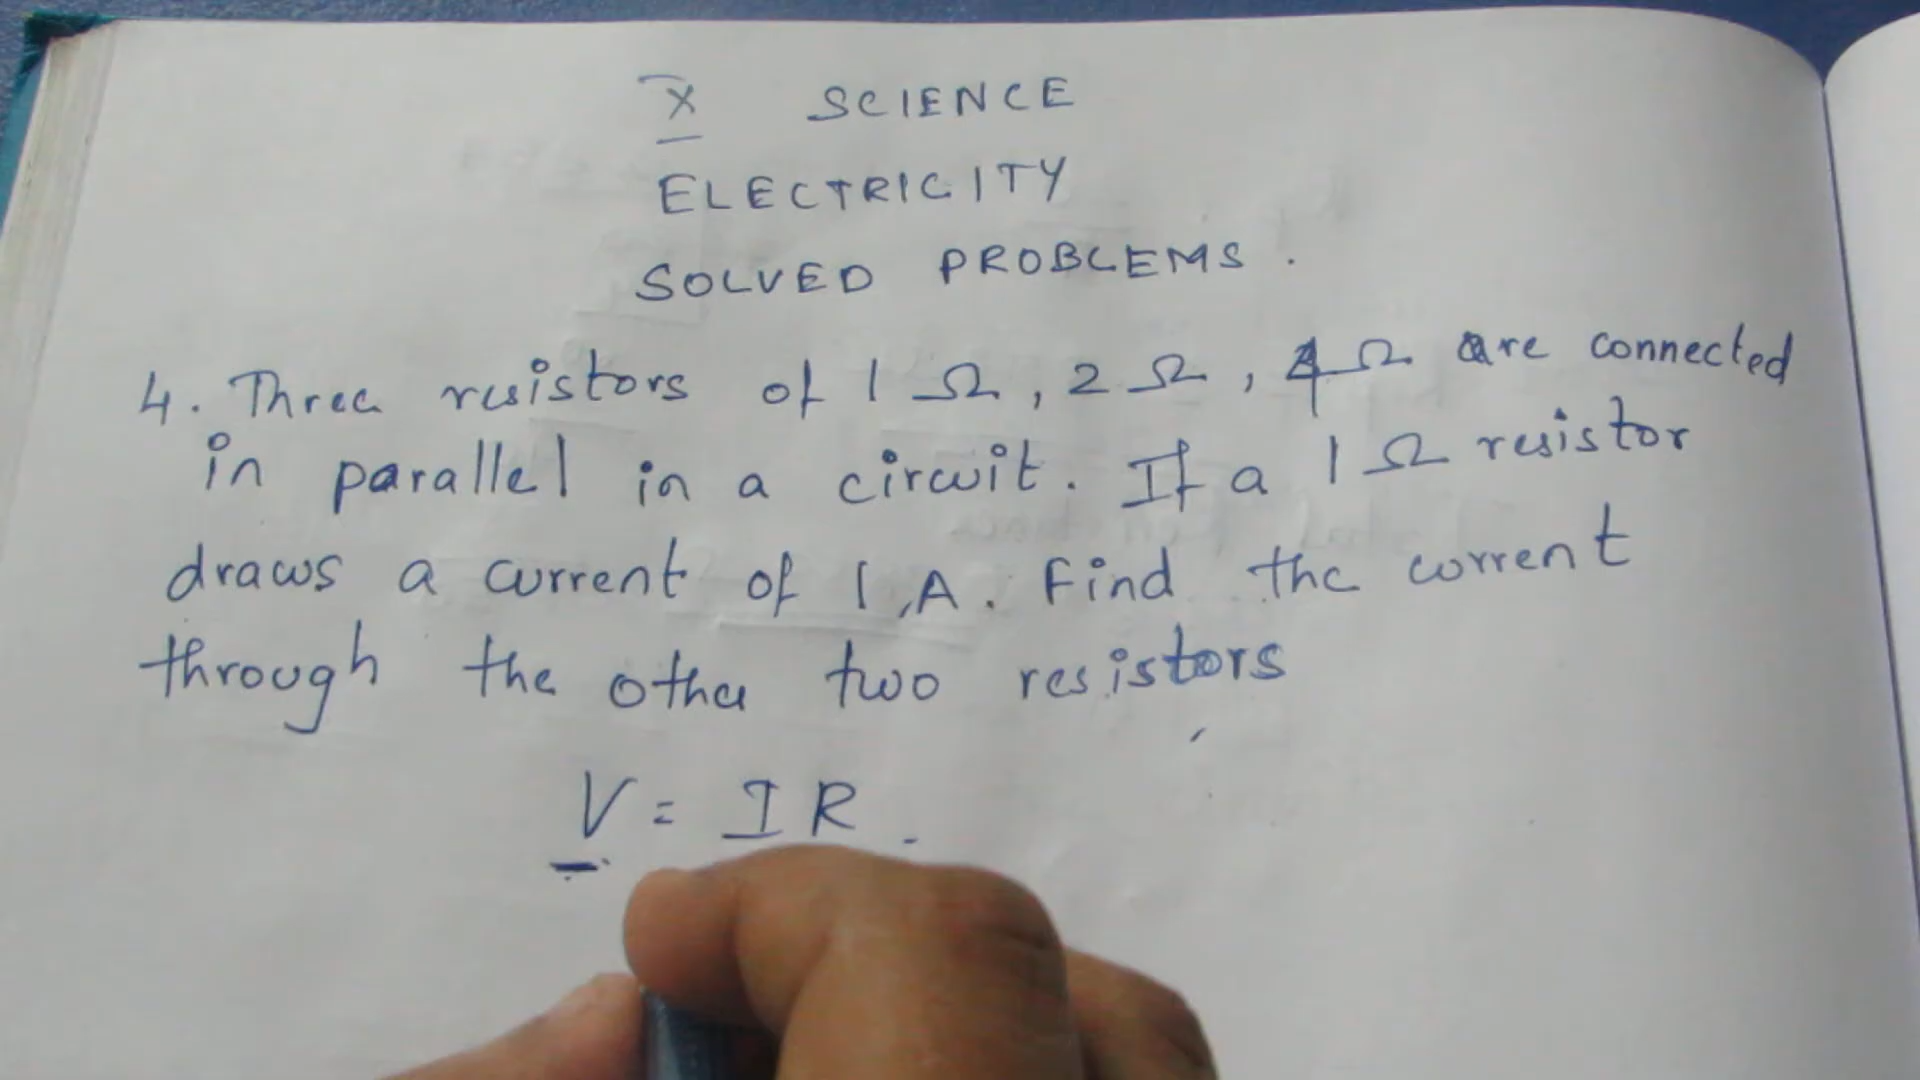 X SCIENCE
ELECTRICITY
SOLVED PROBLEMS.
4. Three resistors of 1 Ω, 2 Ω, 4 Ω are connected
in parallel in a circuit. If a 1 Ω resistor
draws a current of 1 A. Find the current
through the other two resistors
V = IR.